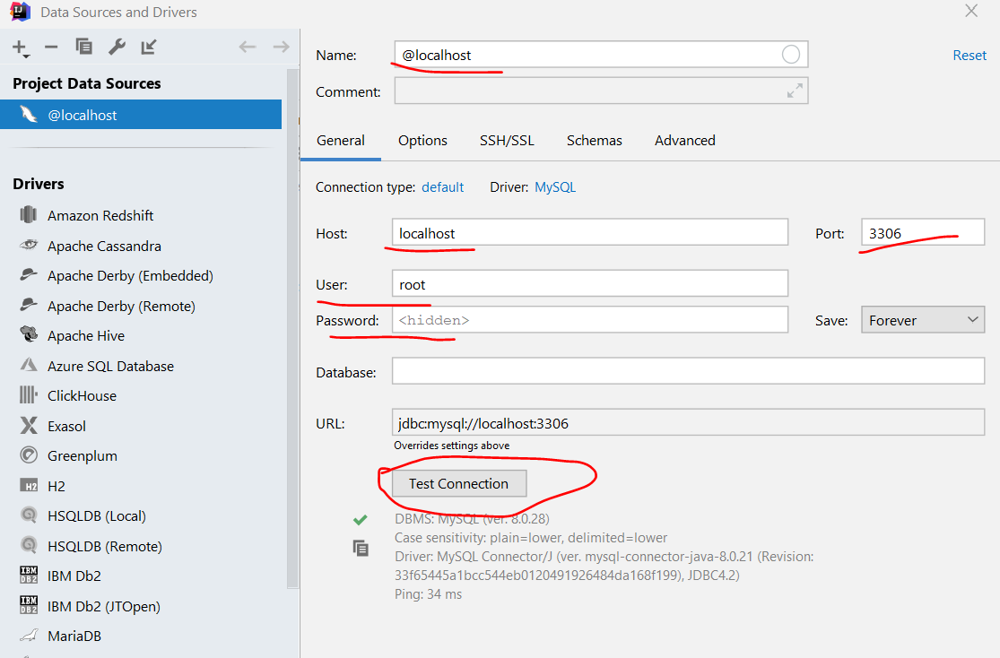 Data Sources and Drivers
Project Data Sources
@localhost
Drivers
Amazon Redshift
Apache Cassandra
Apache Derby (Embedded)
Apache Derby (Remote)
Apache Hive
Azure SQL Database
ClickHouse
Exasol
Greenplum
H2
HSQLDB (Local)
HSQLDB (Remote)
IBM Db2
IBM Db2 (JTOpen)
MariaDB
Name: @localhost Reset
Comment:
General Options SSH/SSL Schemas Advanced
Connection type: default Driver: MySQL
Host: localhost Port: 3306
User: root
Password: <hidden> Save: Forever
Database:
URL: jdbc:mysql://localhost:3306
Overrides settings above
Test Connection
DBMS: MySQL (ver. 8.0.28)
Case sensitivity: plain=lower, delimited=lower
Driver: MySQL Connector/J (ver. mysql-connector-java-8.0.21 (Revision:
33f65445a1bcc544eb0120491926484da168f199), JDBC4.2)
Ping: 34 ms